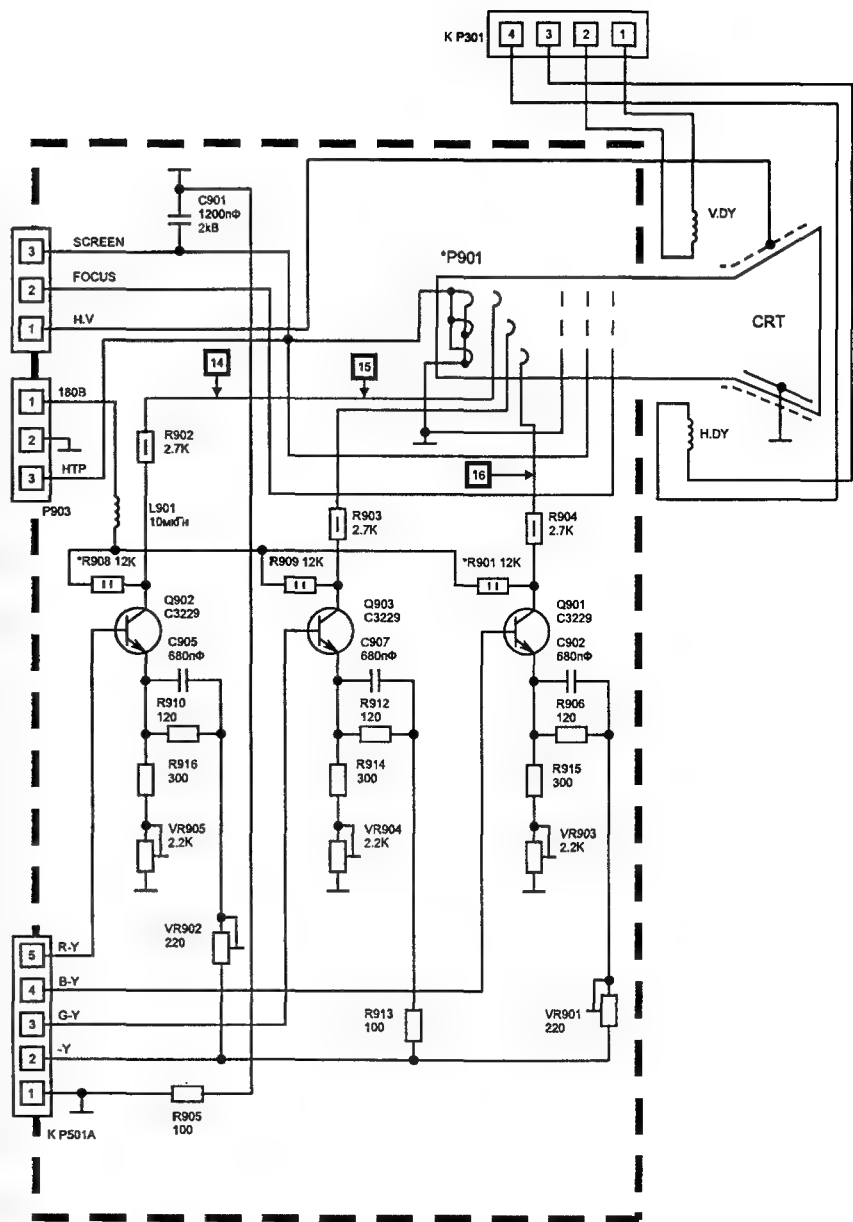 К Р301
4
3
2
1
C901
1200пФ
2kB
V.DY
3
SCREEN
*P901
2
FOCUS
CRT
1
H.V
14
15
1
180В
R902
2.7K
H.DY
2
16
3
HTP
P903
L901
10мкГн
R903
2.7K
R904
2.7K
*R908 12K
R909 12K
*R901 12K
Q902
C3229
Q903
C3229
Q901
C3229
C905
680пФ
C907
680пФ
C902
680пФ
R910
120
R912
120
R906
120
R916
300
R914
300
R915
300
VR905
2.2K
VR904
2.2K
VR903
2.2K
VR902
220
5
R-Y
4
B-Y
3
G-Y
R913
100
VR901
220
2
-Y
1
R905
100
К P501A